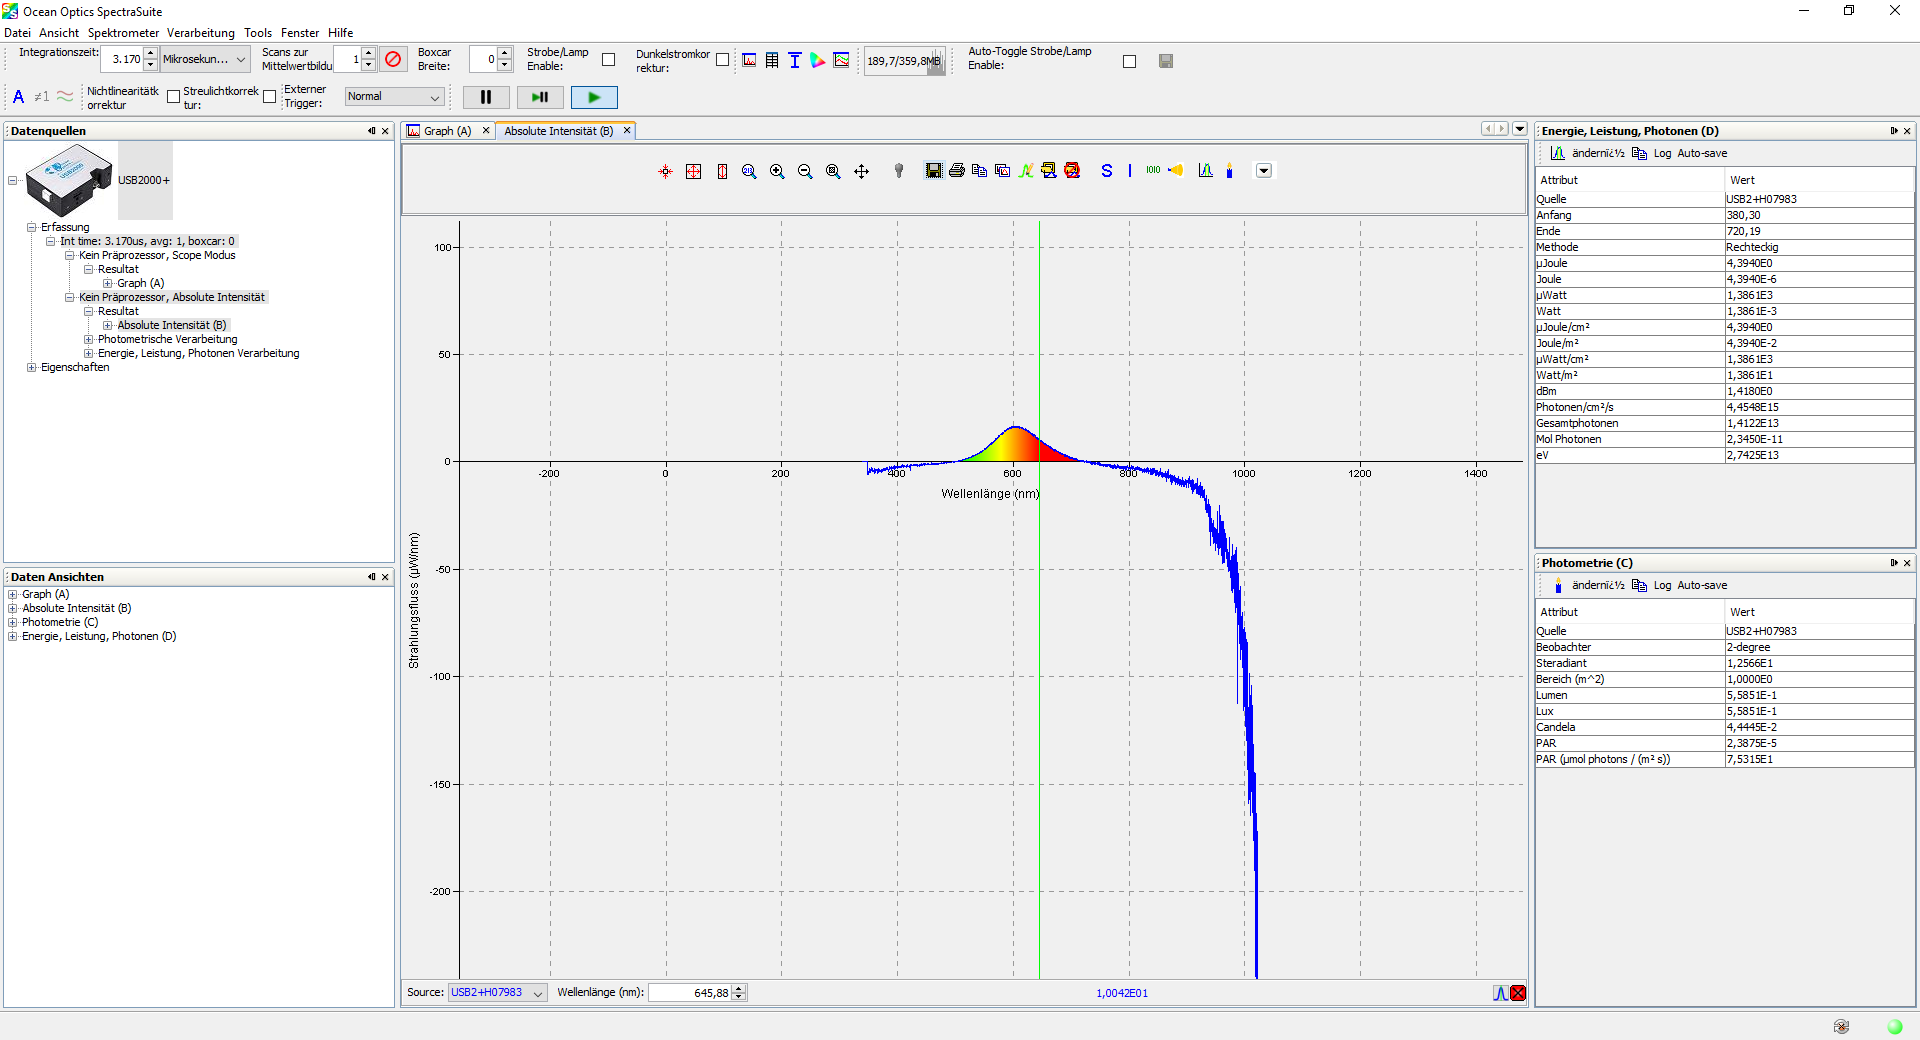 Ocean Optics SpectraSuite
Datei Ansicht Spektrometer Verarbeitung Tools Fenster Hilfe
Integrationszeit: 3.170 Mikrosekun... Scans zur Mittelwertbildu 1 Boxcar Breite: 0 Strobe/Lamp Enable: Dunkelstromkor rektur: 189,7/359,8MB Auto-Toggle Strobe/Lamp Enable:
A ≠1 Nichtlinearitätk orrektur Streulichtkorrek tur: Externer Trigger: Normal
Datenquellen
USB2000+
Erfassung
Int time: 3.170us, avg: 1, boxcar: 0
Kein Präprozessor, Scope Modus
Resultat
Graph (A)
Kein Präprozessor, Absolute Intensität
Resultat
Absolute Intensität (B)
Photometrische Verarbeitung
Energie, Leistung, Photonen Verarbeitung
Eigenschaften
Daten Ansichten
Graph (A)
Absolute Intensität (B)
Photometrie (C)
Energie, Leistung, Photonen (D)
Graph (A) Absolute Intensität (B)
S I 1010
100
50
0
-50
-100
-150
-200
-200 0 200 400 600 800 1000 1200 1400
Wellenlänge (nm)
Strahlungsfluss (µW/nm)
Source: USB2+H07983 Wellenlänge (nm): 645,88 1,0042E01
Energie, Leistung, Photonen (D)
ändernï¿½ Log Auto-save
Attribut Wert
Quelle USB2+H07983
Anfang 380,30
Ende 720,19
Methode Rechteckig
µJoule 4,3940E0
Joule 4,3940E-6
µWatt 1,3861E3
Watt 1,3861E-3
µJoule/cm² 4,3940E0
Joule/m² 4,3940E-2
µWatt/cm² 1,3861E3
Watt/m² 1,3861E1
dBm 1,4180E0
Photonen/cm²/s 4,4548E15
Gesamtphotonen 1,4122E13
Mol Photonen 2,3450E-11
eV 2,7425E13
Photometrie (C)
ändernï¿½ Log Auto-save
Attribut Wert
Quelle USB2+H07983
Beobachter 2-degree
Steradiant 1,2566E1
Bereich (m^2) 1,0000E0
Lumen 5,5851E-1
Lux 5,5851E-1
Candela 4,4445E-2
PAR 2,3875E-5
PAR (µmol photons / (m² s)) 7,5315E1